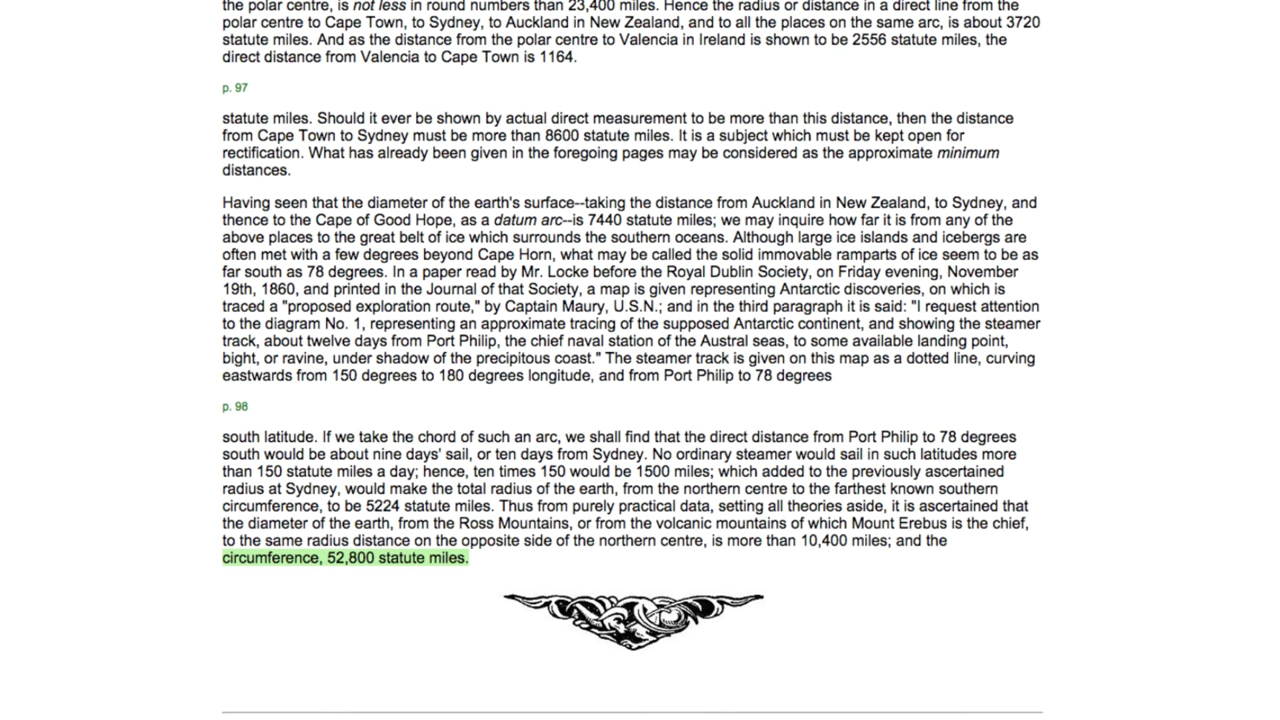 the polar centre, is not less in round numbers than 23,400 miles. Hence the radius or distance in a direct line from the
polar centre to Cape Town, to Sydney, to Auckland in New Zealand, and to all the places on the same arc, is about 3720
statute miles. And as the distance from the polar centre to Valencia in Ireland is shown to be 2556 statute miles, the
direct distance from Valencia to Cape Town is 1164.
p. 97
statute miles. Should it ever be shown by actual direct measurement to be more than this distance, then the distance
from Cape Town to Sydney must be more than 8600 statute miles. It is a subject which must be kept open for
rectification. What has already been given in the foregoing pages may be considered as the approximate minimum
distances.
Having seen that the diameter of the earth's surface--taking the distance from Auckland in New Zealand, to Sydney, and
thence to the Cape of Good Hope, as a datum arc--is 7440 statute miles; we may inquire how far it is from any of the
above places to the great belt of ice which surrounds the southern oceans. Although large ice islands and icebergs are
often met with a few degrees beyond Cape Horn, what may be called the solid immovable ramparts of ice seem to be as
far south as 78 degrees. In a paper read by Mr. Locke before the Royal Dublin Society, on Friday evening, November
19th, 1860, and printed in the Journal of that Society, a map is given representing Antarctic discoveries, on which is
traced a "proposed exploration route," by Captain Maury, U.S.N.; and in the third paragraph it is said: "I request attention
to the diagram No. 1, representing an approximate tracing of the supposed Antarctic continent, and showing the steamer
track, about twelve days from Port Philip, the chief naval station of the Austral seas, to some available landing point,
bight, or ravine, under shadow of the precipitous coast." The steamer track is given on this map as a dotted line, curving
eastwards from 150 degrees to 180 degrees longitude, and from Port Philip to 78 degrees
p. 98
south latitude. If we take the chord of such an arc, we shall find that the direct distance from Port Philip to 78 degrees
south would be about nine days' sail, or ten days from Sydney. No ordinary steamer would sail in such latitudes more
than 150 statute miles a day; hence, ten times 150 would be 1500 miles; which added to the previously ascertained
radius at Sydney, would make the total radius of the earth, from the northern centre to the farthest known southern
circumference, to be 5224 statute miles. Thus from purely practical data, setting all theories aside, it is ascertained that
the diameter of the earth, from the Ross Mountains, or from the volcanic mountains of which Mount Erebus is the chief,
to the same radius distance on the opposite side of the northern centre, is more than 10,400 miles; and the
circumference, 52,800 statute miles.